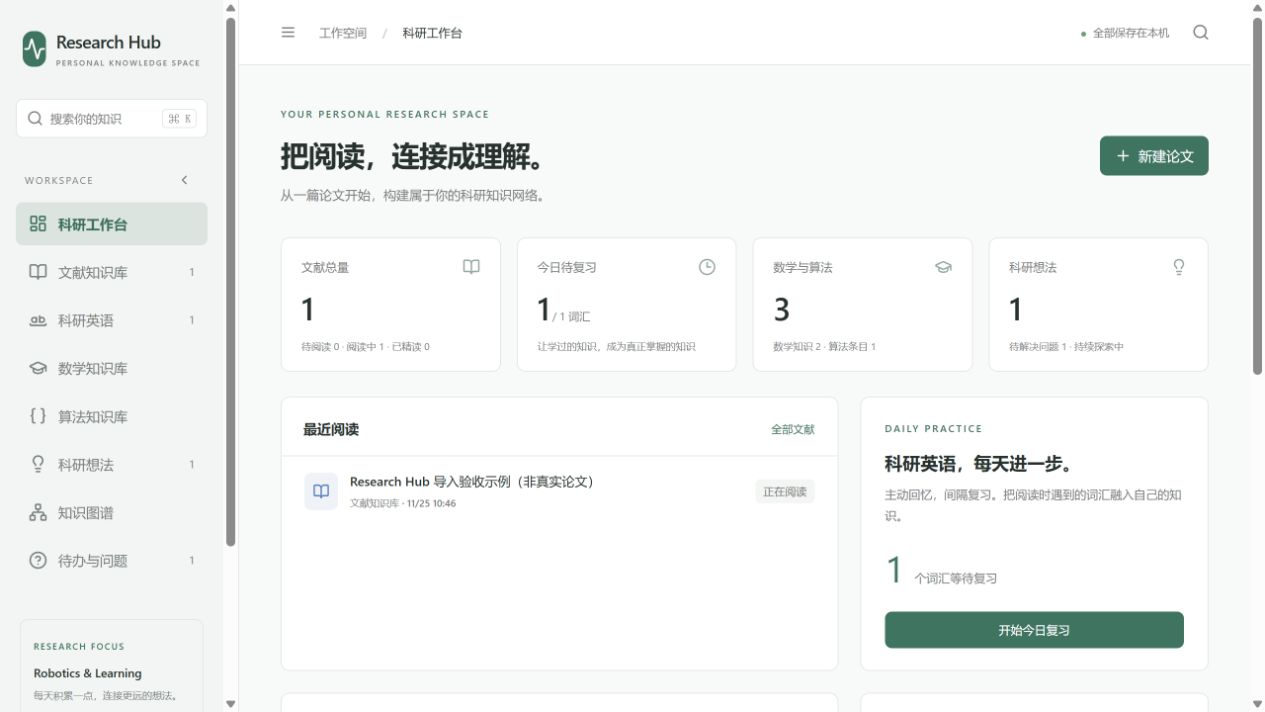 Research Hub
PERSONAL KNOWLEDGE SPACE
搜索你的知识 ⌘ K
WORKSPACE
科研工作台
文献知识库 1
科研英语 1
数学知识库
算法知识库
科研想法 1
知识图谱
待办与问题 1
RESEARCH FOCUS
Robotics & Learning
每天积累一点，连接更远的想法。
工作空间 / 科研工作台
全部保存在本机
YOUR PERSONAL RESEARCH SPACE
把阅读，连接成理解。
从一篇论文开始，构建属于你的科研知识网络。
+ 新建论文
文献总量
1
待阅读 0 · 阅读中 1 · 已精读 0
今日待复习
1 / 1 词汇
让学过的知识，成为真正掌握的知识
数学与算法
3
数学知识 2 · 算法条目 1
科研想法
1
待解决问题 1 · 持续探索中
最近阅读
全部文献
Research Hub 导入验收示例（非真实论文）
文献知识库 · 11/25 10:46
正在阅读
DAILY PRACTICE
科研英语，每天进一步。
主动回忆，间隔复习。把阅读时遇到的词汇融入自己的知
识。
1 个词汇等待复习
开始今日复习